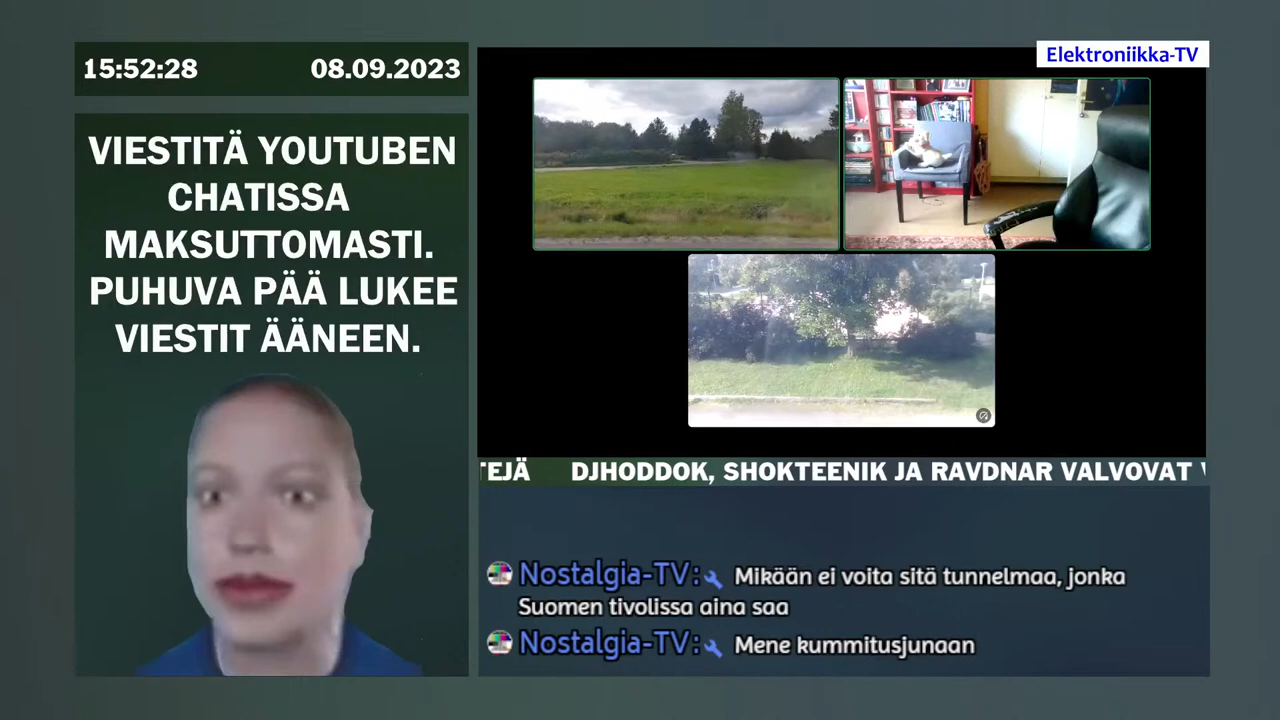 15:52:28
08.09.2023
Elektroniikka-TV
VIESTITÄ YOUTUBEN
CHATISSA
MAKSUTTOMASTI.
PUHUVA PÄÄ LUKEE
VIESTIT ÄÄNEEN.
TEJÄ DJHODDOK, SHOKTEENIK JA RAVDNAR VALVOVAT
Nostalgia-TV: Mikään ei voita sitä tunnelmaa, jonka
Suomen tivolissa aina saa
Nostalgia-TV: Mene kummitusjunaan